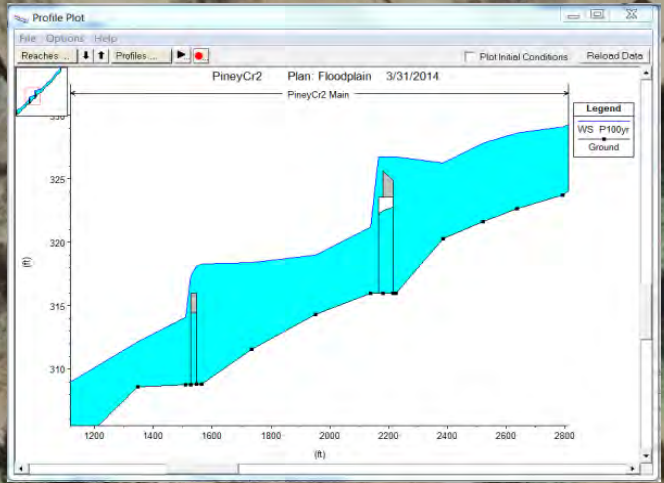 Profile Plot
File Options Help
Reaches ... Profiles ... Plot Initial Conditions Reload Data
PineyCr2 Plan: Floodplain 3/31/2014
PineyCr2 Main
Legend
WS P100yr
Ground
330
325
320
315
310
(ft)
1200 1400 1600 1800 2000 2200 2400 2600 2800
(ft)